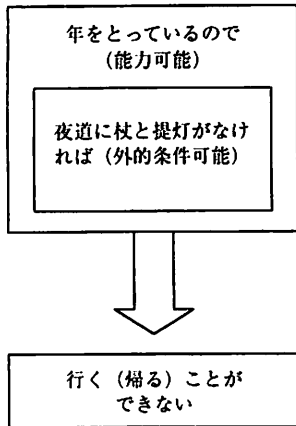 年をとっているので
（能力可能）
夜道に杖と提灯がなけ
れば（外的条件可能）
行く（帰る）ことが
できない